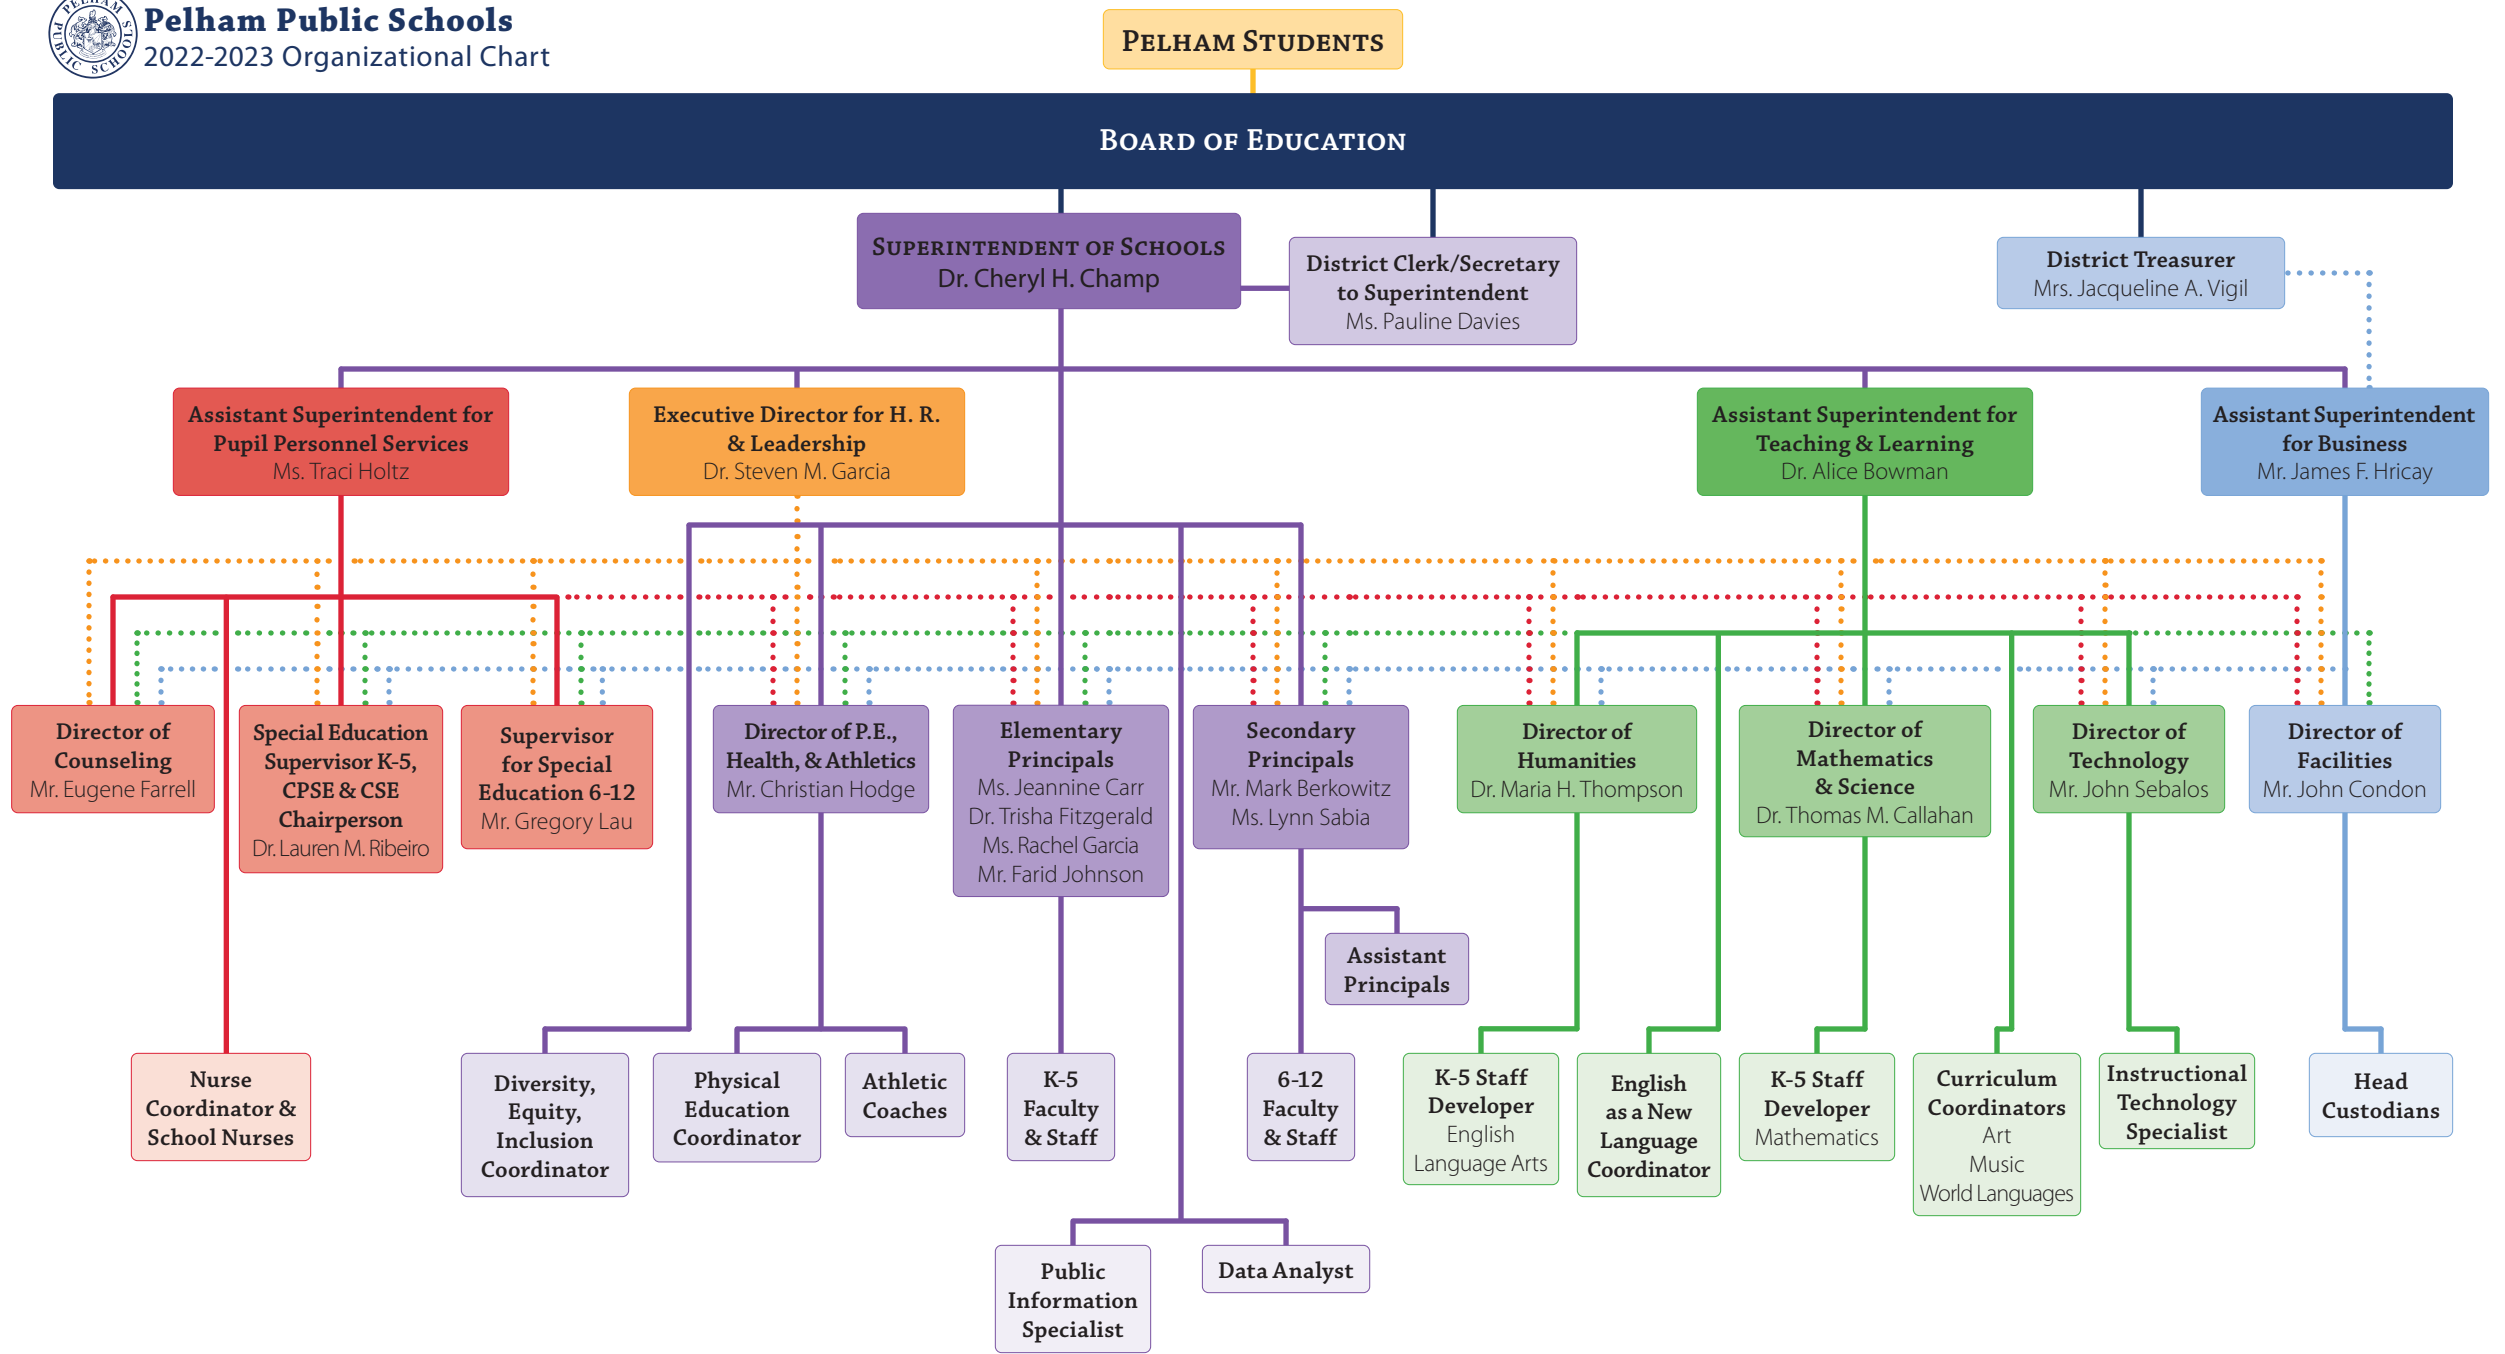 PELHAM PUBLIC SCHOOLS
Pelham Public Schools
2022-2023 Organizational Chart
Pelham Students
Board of Education
Superintendent of Schools
Dr. Cheryl H. Champ
District Clerk/Secretary
to Superintendent
Ms. Pauline Davies
District Treasurer
Mrs. Jacqueline A. Vigil
Assistant Superintendent for
Pupil Personnel Services
Ms. Traci Holtz
Executive Director for H. R.
& Leadership
Dr. Steven M. Garcia
Assistant Superintendent for
Teaching & Learning
Dr. Alice Bowman
Assistant Superintendent
for Business
Mr. James F. Hricay
Director of
Counseling
Mr. Eugene Farrell
Special Education
Supervisor K-5,
CPSE & CSE
Chairperson
Dr. Lauren M. Ribeiro
Supervisor
for Special
Education 6-12
Mr. Gregory Lau
Director of P.E.,
Health, & Athletics
Mr. Christian Hodge
Elementary
Principals
Ms. Jeannine Carr
Dr. Trisha Fitzgerald
Ms. Rachel Garcia
Mr. Farid Johnson
Secondary
Principals
Mr. Mark Berkowitz
Ms. Lynn Sabia
Director of
Humanities
Dr. Maria H. Thompson
Director of
Mathematics
& Science
Dr. Thomas M. Callahan
Director of
Technology
Mr. John Sebalos
Director of
Facilities
Mr. John Condon
Assistant
Principals
Nurse
Coordinator &
School Nurses
Diversity,
Equity,
Inclusion
Coordinator
Physical
Education
Coordinator
Athletic
Coaches
K-5
Faculty
& Staff
6-12
Faculty
& Staff
K-5 Staff
Developer
English
Language Arts
English
as a New
Language
Coordinator
K-5 Staff
Developer
Mathematics
Curriculum
Coordinators
Art
Music
World Languages
Instructional
Technology
Specialist
Head
Custodians
Public
Information
Specialist
Data Analyst